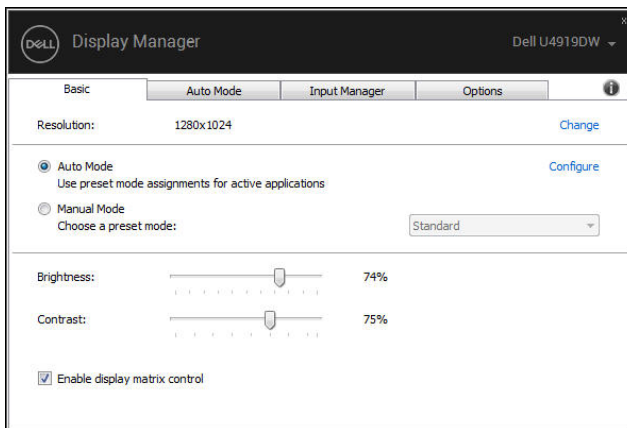 x
DELL Display Manager Dell U4919DW
Basic Auto Mode Input Manager Options i
Resolution: 1280x1024 Change
Auto Mode Configure
Use preset mode assignments for active applications
Manual Mode
Choose a preset mode: Standard
Brightness: 74%
Contrast: 75%
Enable display matrix control